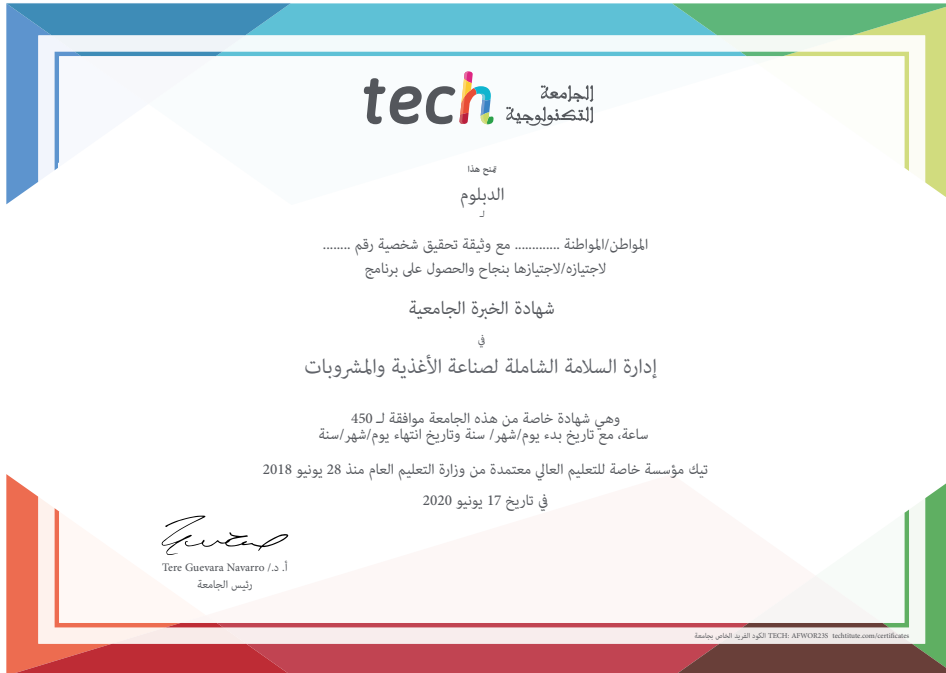 tech
الجامعة
التكنولوجية
تمنح هذا
الدبلوم
لـ
المواطن/المواطنة ............. مع وثيقة تحقيق شخصية رقم ........
لاجتيازه/لاجتيازها بنجاح والحصول على برنامج
شهادة الخبرة الجامعية
في
إدارة السلامة الشاملة لصناعة الأغذية والمشروبات
وهي شهادة خاصة من هذه الجامعة موافقة لـ 450
ساعة، مع تاريخ بدء يوم/شهر/ سنة وتاريخ انتهاء يوم/شهر/سنة
تيك مؤسسة خاصة للتعليم العالي معتمدة من وزارة التعليم العام منذ 28 يونيو 2018
في تاريخ 17 يونيو 2020
أ. د./ Tere Guevara Navarro
رئيس الجامعة
الكود الفريد الخاص بجامعة TECH: AFWOR23S techtitute.com/certificates